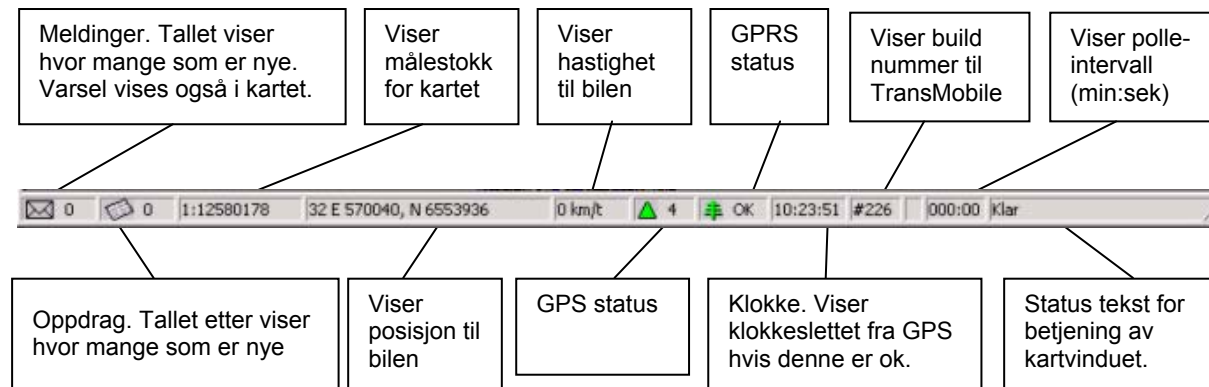 Meldinger. Tallet viser
hvor mange som er nye.
Varsel vises også i kartet.
Viser
målestokk
for kartet
Viser
hastighet
til bilen
GPRS
status
Viser build
nummer til
TransMobile
Viser polle-
intervall
(min:sek)
0 0 1:12580178 32 E 570040, N 6553936 0 km/t 4 OK 10:23:51 #226 000:00 Klar
Oppdrag. Tallet etter viser
hvor mange som er nye
Viser
posisjon til
bilen
GPS status
Klokke. Viser
klokkeslettet fra GPS
hvis denne er ok.
Status tekst for
betjening av
kartvinduet.